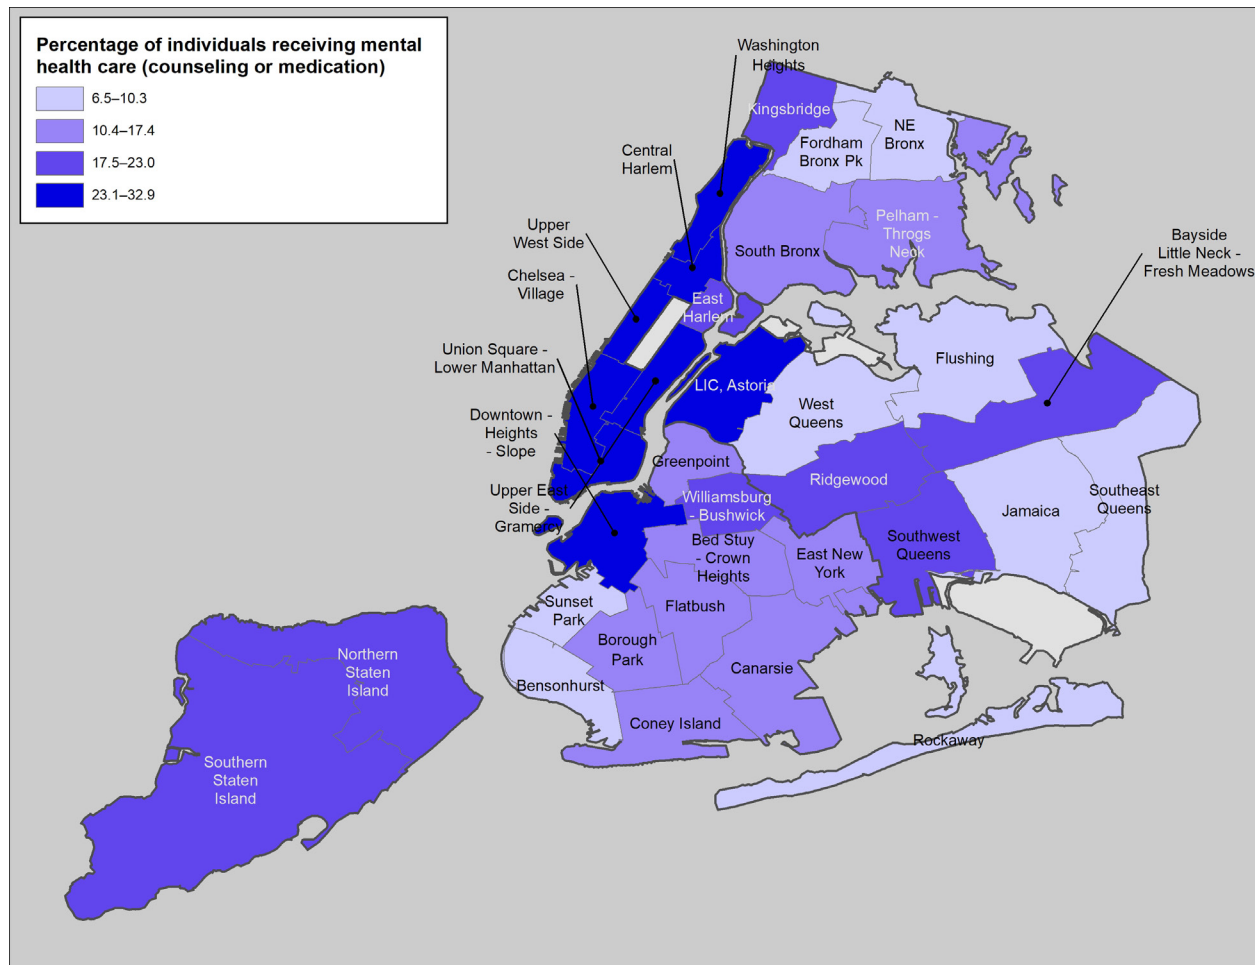 Percentage of individuals receiving mental
health care (counseling or medication)
6.5–10.3
10.4–17.4
17.5–23.0
23.1–32.9
Washington
Heights
Kingsbridge
NE
Bronx
Fordham
Bronx Pk
Central
Harlem
Upper
West Side
Pelham -
Throgs
Neck
South Bronx
Bayside
Little Neck -
Fresh Meadows
Chelsea -
Village
East
Harlem
Union Square -
Lower Manhattan
Flushing
LIC, Astoria
West
Queens
Downtown -
Heights
- Slope
Greenpoint
Ridgewood
Upper East
Side -
Gramercy
Williamsburg
- Bushwick
Southeast
Queens
Jamaica
Bed Stuy
- Crown
Heights
East New
York
Southwest
Queens
Sunset
Park
Flatbush
Borough
Park
Canarsie
Bensonhurst
Coney Island
Rockaway
Northern
Staten
Island
Southern
Staten
Island